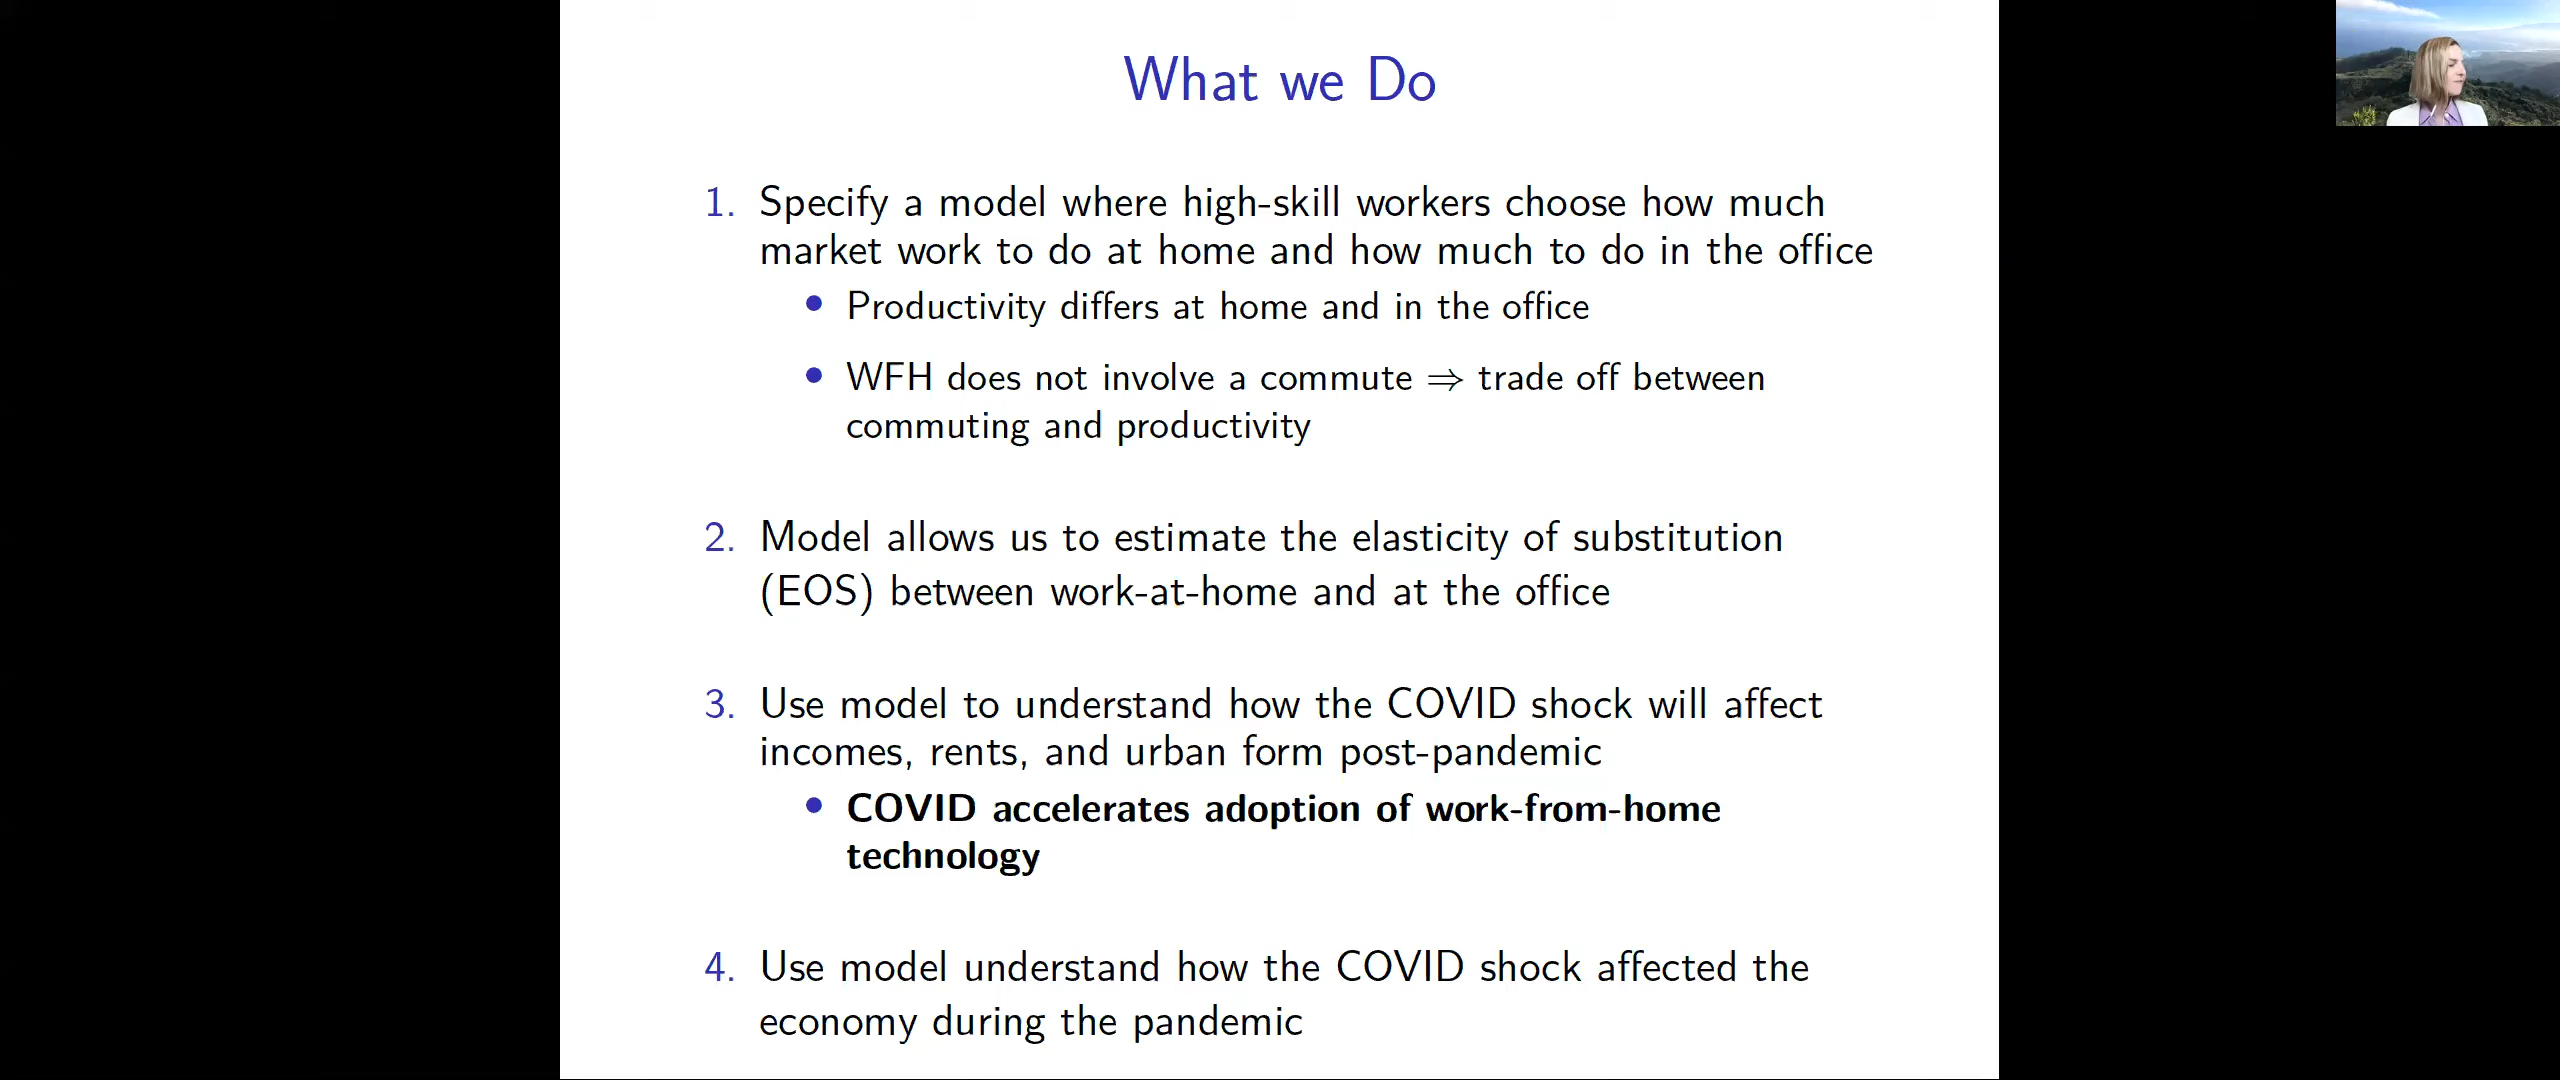 What we Do
1. Specify a model where high-skill workers choose how much
market work to do at home and how much to do in the office
• Productivity differs at home and in the office
• WFH does not involve a commute ⇒ trade off between
commuting and productivity
2. Model allows us to estimate the elasticity of substitution
(EOS) between work-at-home and at the office
3. Use model to understand how the COVID shock will affect
incomes, rents, and urban form post-pandemic
• COVID accelerates adoption of work-from-home
technology
4. Use model understand how the COVID shock affected the
economy during the pandemic